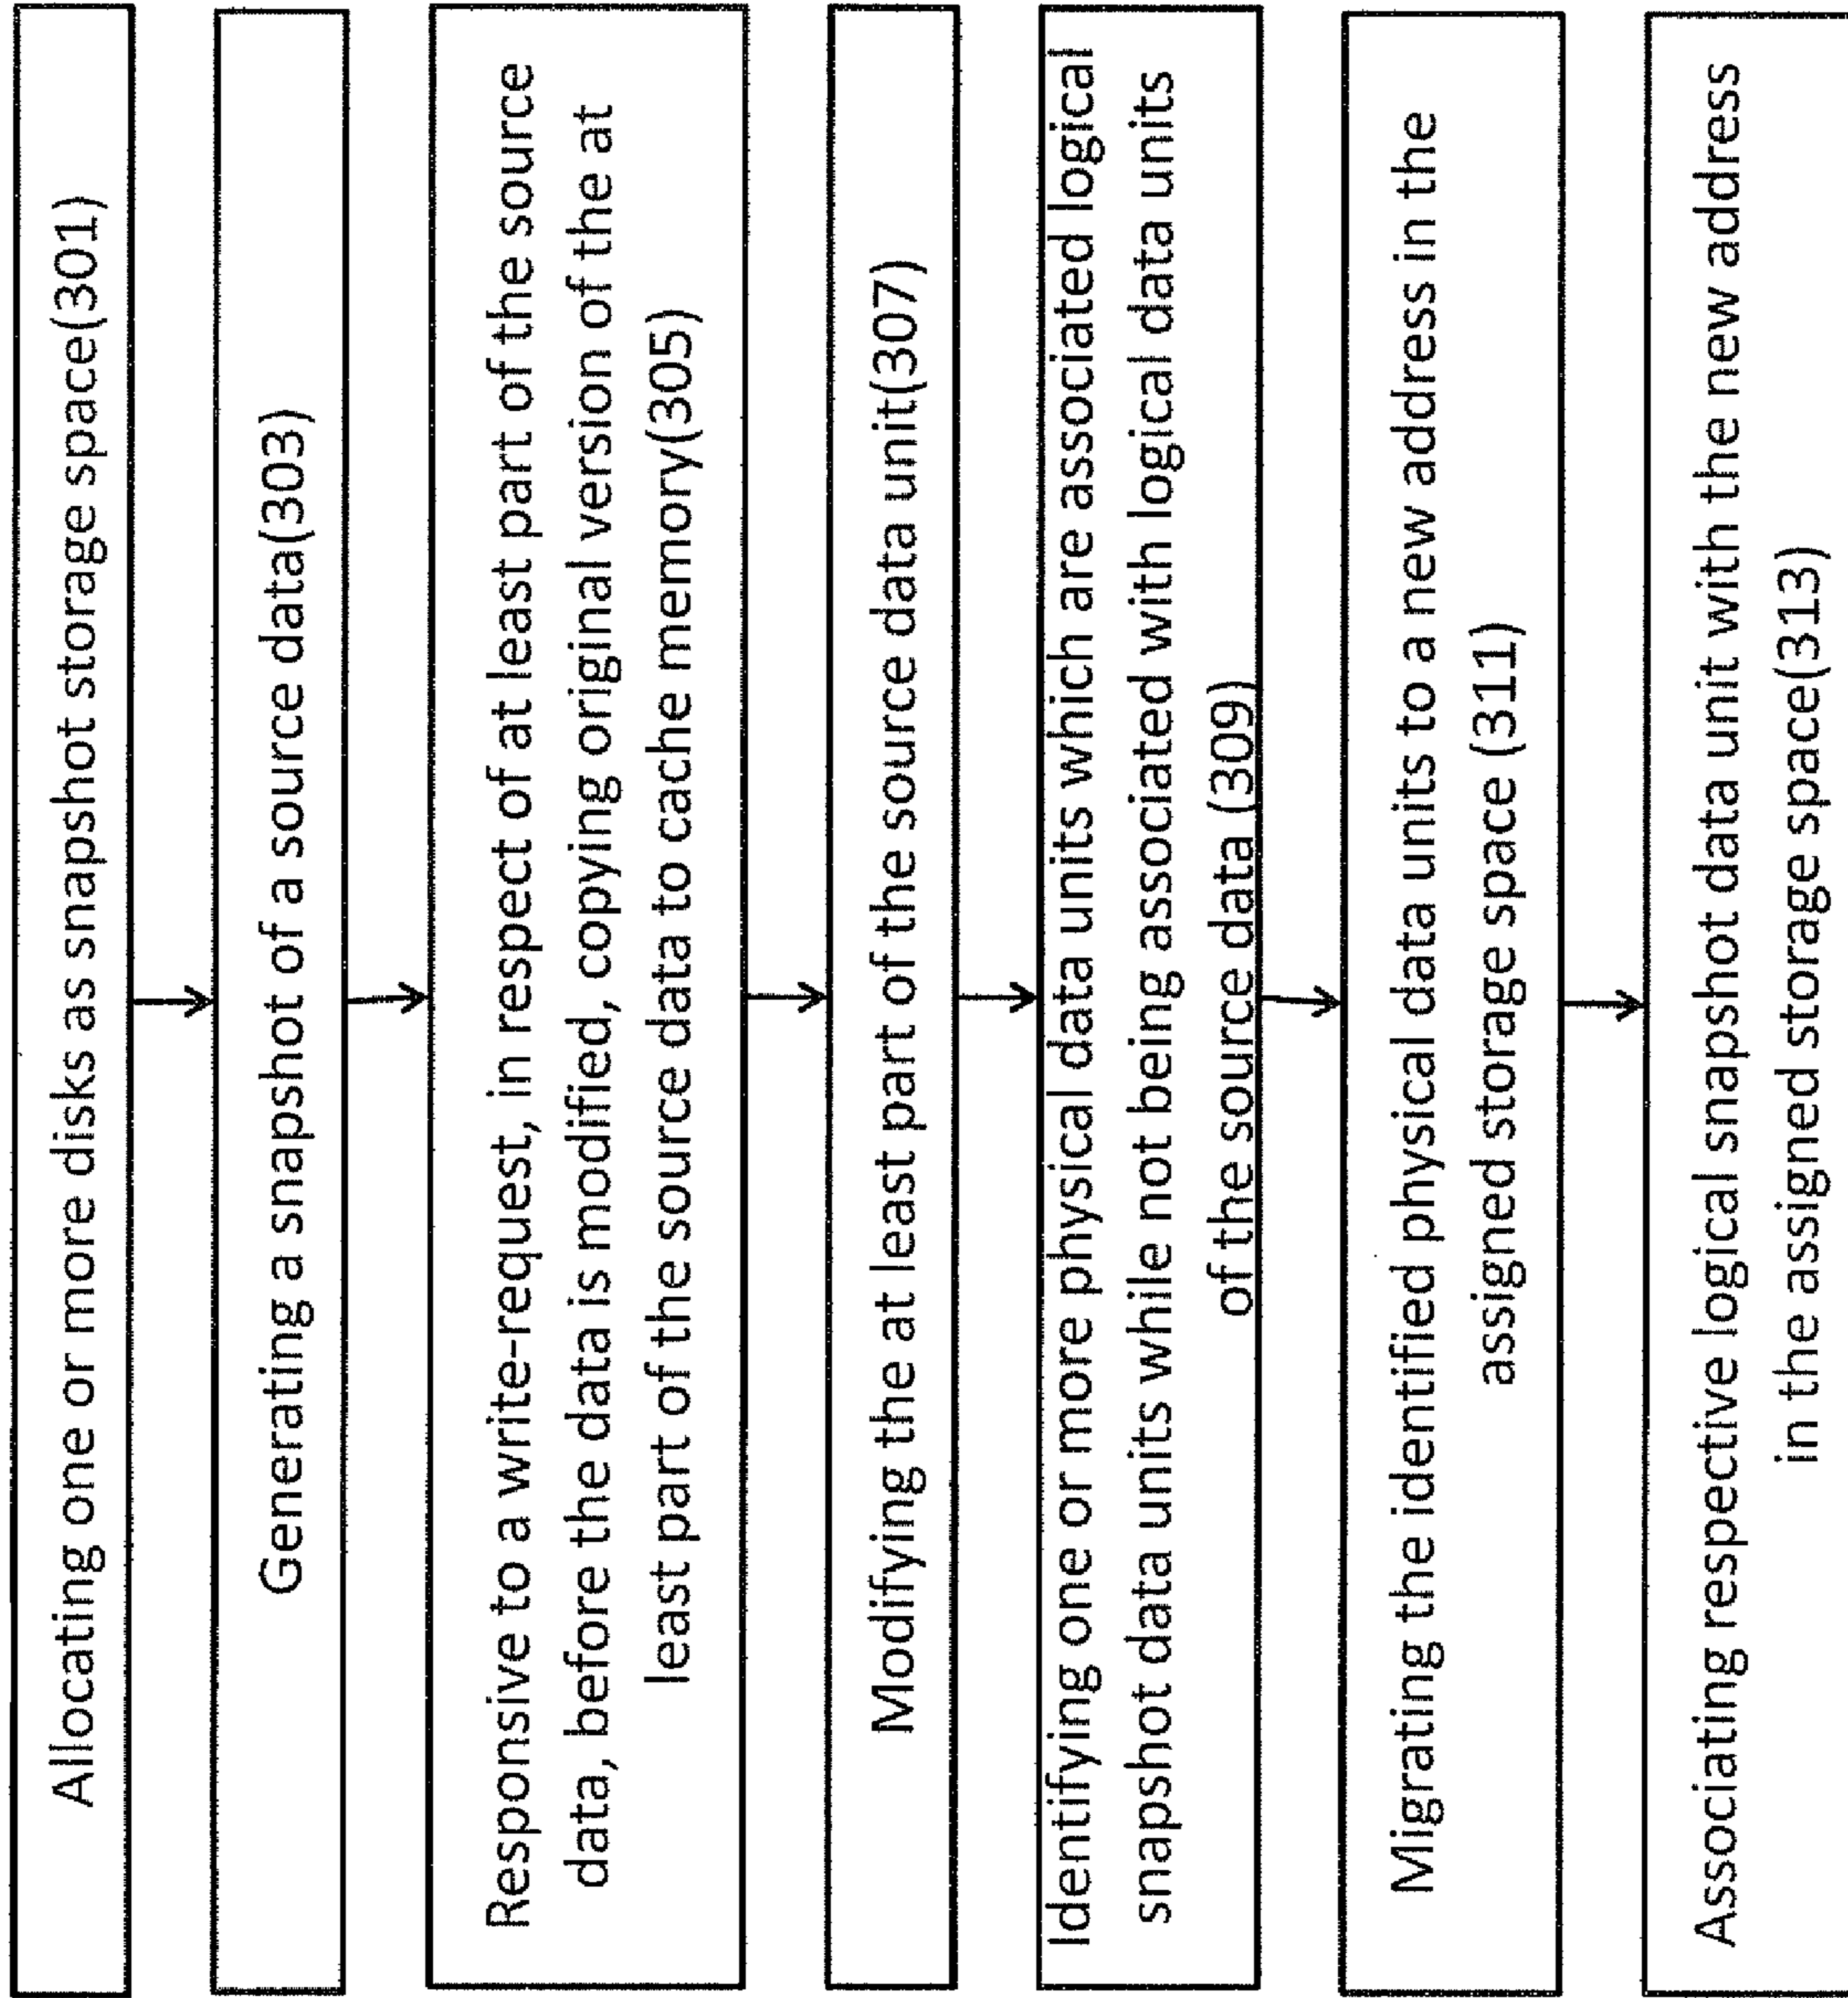 Allocating one or more disks as snapshot storage space(301)
Generating a snapshot of a source data(303)
Responsive to a write-request, in respect of at least part of the source
data, before the data is modified, copying original version of the at
least part of the source data to cache memory(305)
Modifying the at least part of the source data unit(307)
Identifying one or more physical data units which are associated logical
snapshot data units while not being associated with logical data units
of the source data (309)
Migrating the identified physical data units to a new address in the
assigned storage space (311)
Associating respective logical snapshot data unit with the new address
in the assigned storage space(313)